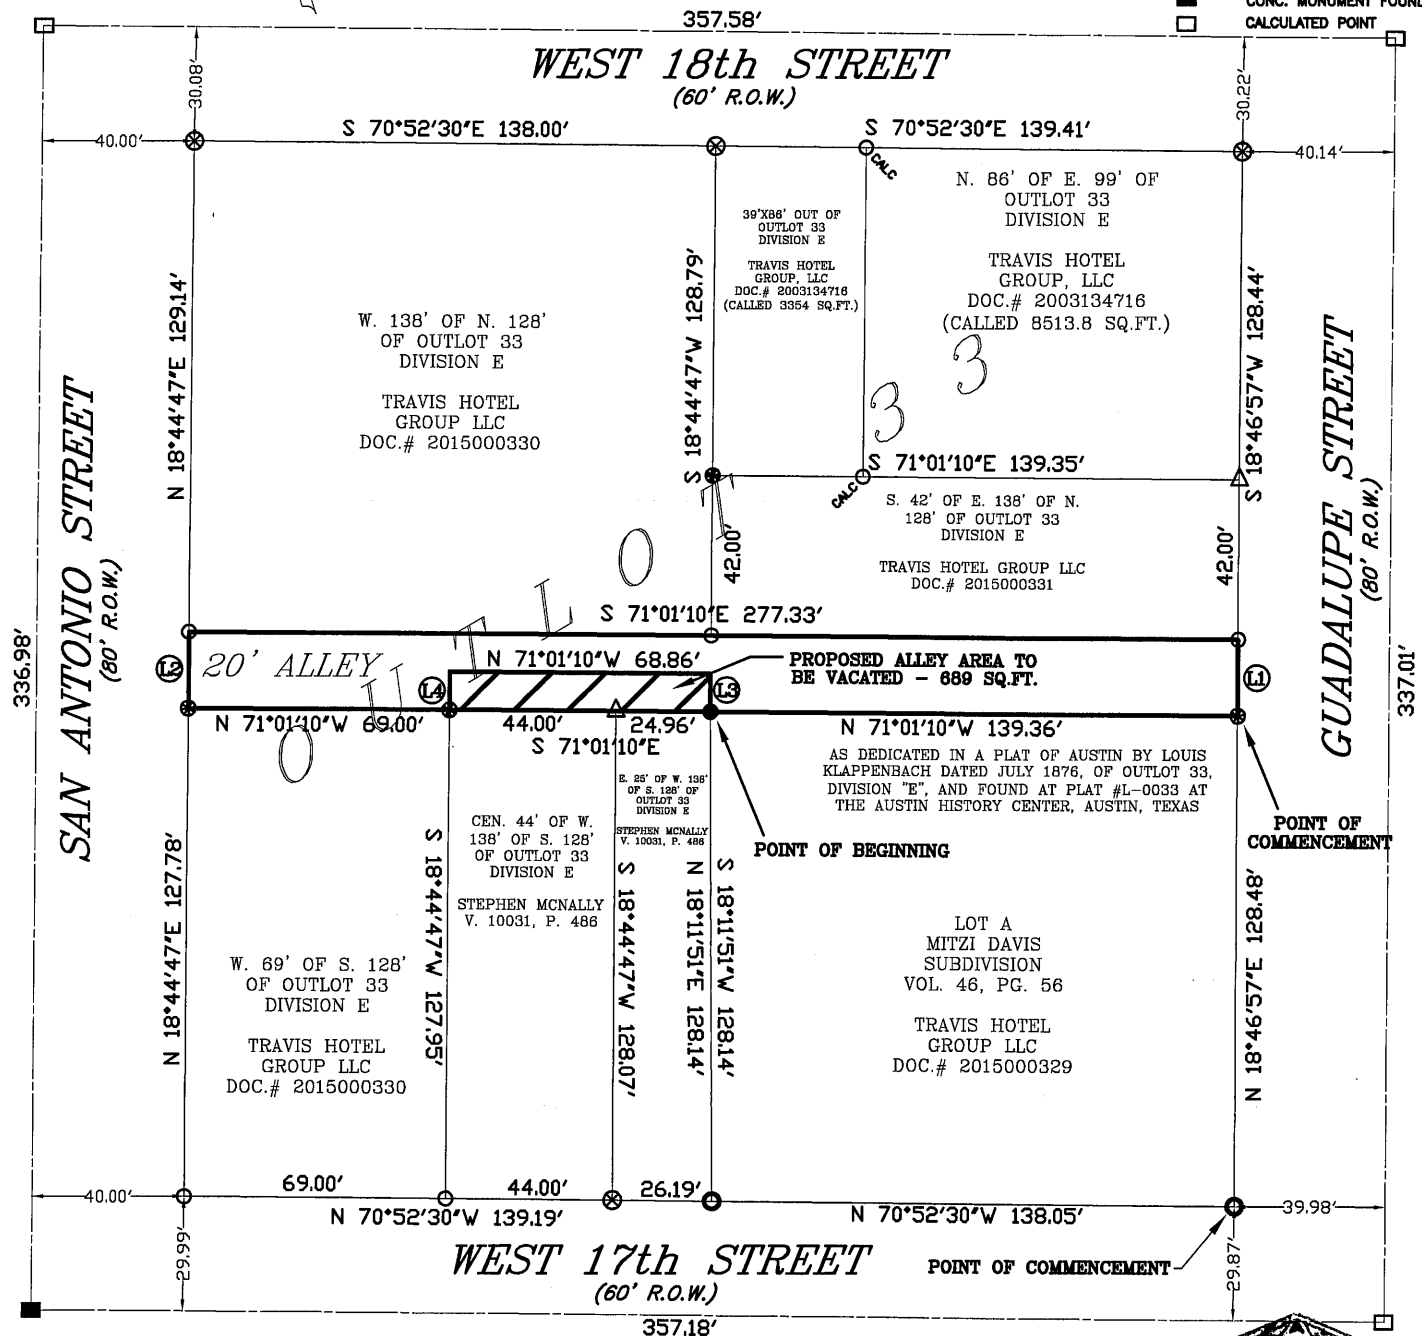 CONC. MONUMENT FOUND
CALCULATED POINT
357.58'
WEST 18th STREET
(60' R.O.W.)
30.08'
30.22'
40.00'
S 70°52'30"E 138.00'
S 70°52'30"E 139.41'
40.14'
CALC
N. 86' OF E. 99' OF
OUTLOT 33
DIVISION E
TRAVIS HOTEL
GROUP, LLC
DOC.# 2003134716
(CALLED 8513.8 SQ.FT.)
39'X86' OUT OF
OUTLOT 33
DIVISION E
TRAVIS HOTEL
GROUP, LLC
DOC.# 2003134716
(CALLED 3354 SQ.FT.)
N 18°44'47"E 129.14'
S 18°44'47"W 128.79'
S 18°46'57"W 128.44'
W. 138' OF N. 128'
OF OUTLOT 33
DIVISION E
TRAVIS HOTEL
GROUP LLC
DOC.# 2015000330
OUTLOT 33
S 71°01'10"E 139.35'
CALC
S. 42' OF E. 138' OF N.
128' OF OUTLOT 33
DIVISION E
TRAVIS HOTEL GROUP LLC
DOC.# 2015000331
42.00'
42.00'
SAN ANTONIO STREET
(80' R.O.W.)
336.98'
GUADALUPE STREET
(80' R.O.W.)
337.01'
S 71°01'10"E 277.33'
L2
20' ALLEY
N 71°01'10"W 68.86'
L4
L3
L1
PROPOSED ALLEY AREA TO
BE VACATED - 689 SQ.FT.
N 71°01'10"W 69.00'
44.00'
24.96'
S 71°01'10"E
N 71°01'10"W 139.36'
AS DEDICATED IN A PLAT OF AUSTIN BY LOUIS
KLAPPENBACH DATED JULY 1876, OF OUTLOT 33,
DIVISION "E", AND FOUND AT PLAT #L-0033 AT
THE AUSTIN HISTORY CENTER, AUSTIN, TEXAS
POINT OF BEGINNING
POINT OF
COMMENCEMENT
E. 25' OF W. 138'
OF S. 128' OF
OUTLOT 33
DIVISION E
STEPHEN MCNALLY
V. 10031, P. 486
CEN. 44' OF W.
138' OF S. 128'
OF OUTLOT 33
DIVISION E
STEPHEN MCNALLY
V. 10031, P. 486
N 18°44'47"E 127.78'
S 18°44'47"W 127.95'
S 18°44'47"W 128.07'
N 18°11'51"E 128.14'
S 18°11'51"W 128.14'
N 18°46'57"E 128.48'
W. 69' OF S. 128'
OF OUTLOT 33
DIVISION E
TRAVIS HOTEL
GROUP LLC
DOC.# 2015000330
LOT A
MITZI DAVIS
SUBDIVISION
VOL. 46, PG. 56
TRAVIS HOTEL
GROUP LLC
DOC.# 2015000329
40.00'
69.00'
44.00'
26.19'
N 70°52'30"W 139.19'
N 70°52'30"W 138.05'
39.98'
29.99'
29.87'
WEST 17th STREET
(60' R.O.W.)
POINT OF COMMENCEMENT
357.18'